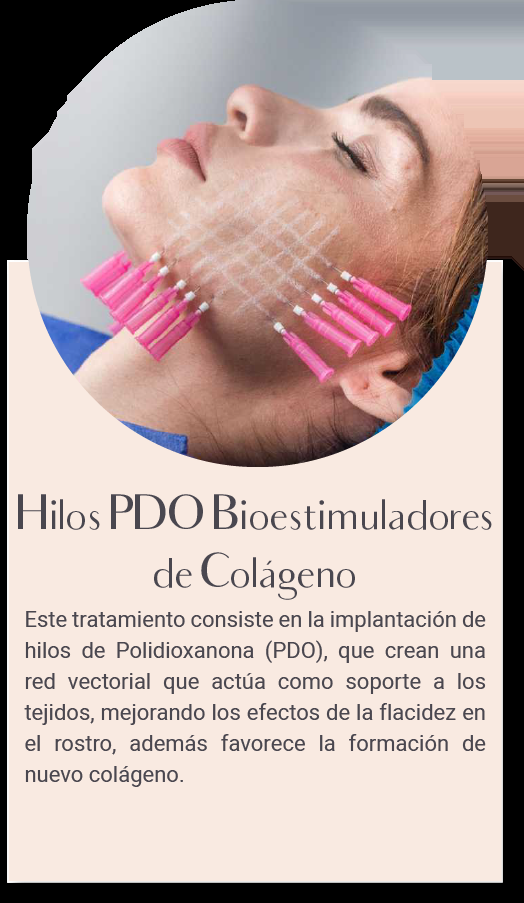 Hilos PDO Bioestimuladores
de Colágeno
Este tratamiento consiste en la implantación de
hilos de Polidioxanona (PDO), que crean una
red vectorial que actúa como soporte a los
tejidos, mejorando los efectos de la flacidez en
el rostro, además favorece la formación de
nuevo colágeno.